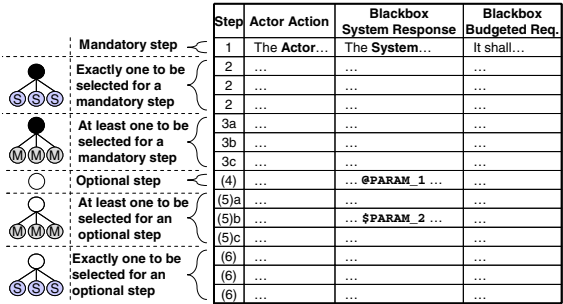 Step Actor Action Blackbox System Response Blackbox Budgeted Req.
Mandatory step 1 The Actor… The System… It shall…
Exactly one to be
selected for a
mandatory step
S S S
2 … … …
2 … … …
2 … … …
At least one to be
selected for a
mandatory step
M M M
3a … … …
3b … … …
3c … … …
Optional step (4) … … @PARAM_1 … …
At least one to be
selected for an
optional step
M M M
(5)a … … …
(5)b … … $PARAM_2 … …
(5)c … … …
Exactly one to be
selected for an
optional step
S S S
(6) … … …
(6) … … …
(6) … … …